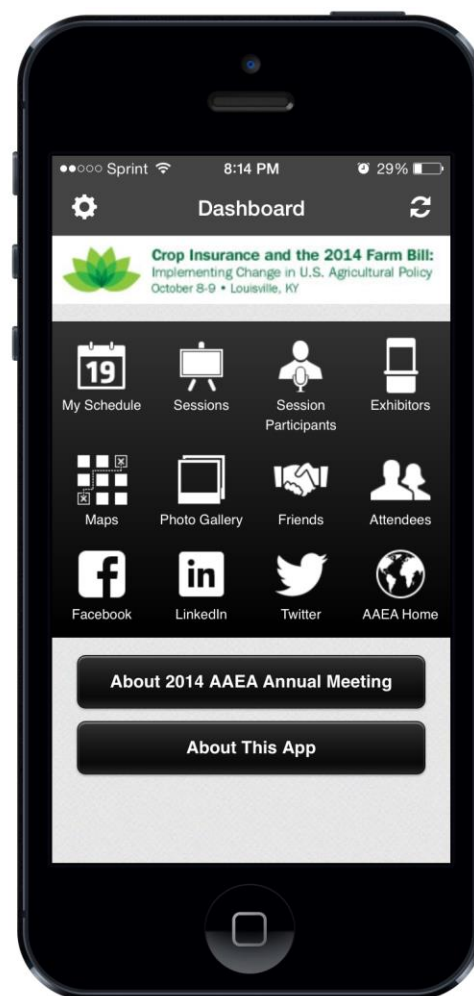 Sprint 8:14 PM 29%
Dashboard
Crop Insurance and the 2014 Farm Bill:
Implementing Change in U.S. Agricultural Policy
October 8-9 • Louisville, KY
19
My Schedule Sessions Session Participants Exhibitors
Maps Photo Gallery Friends Attendees
f in
Facebook LinkedIn Twitter AAEA Home
About 2014 AAEA Annual Meeting
About This App